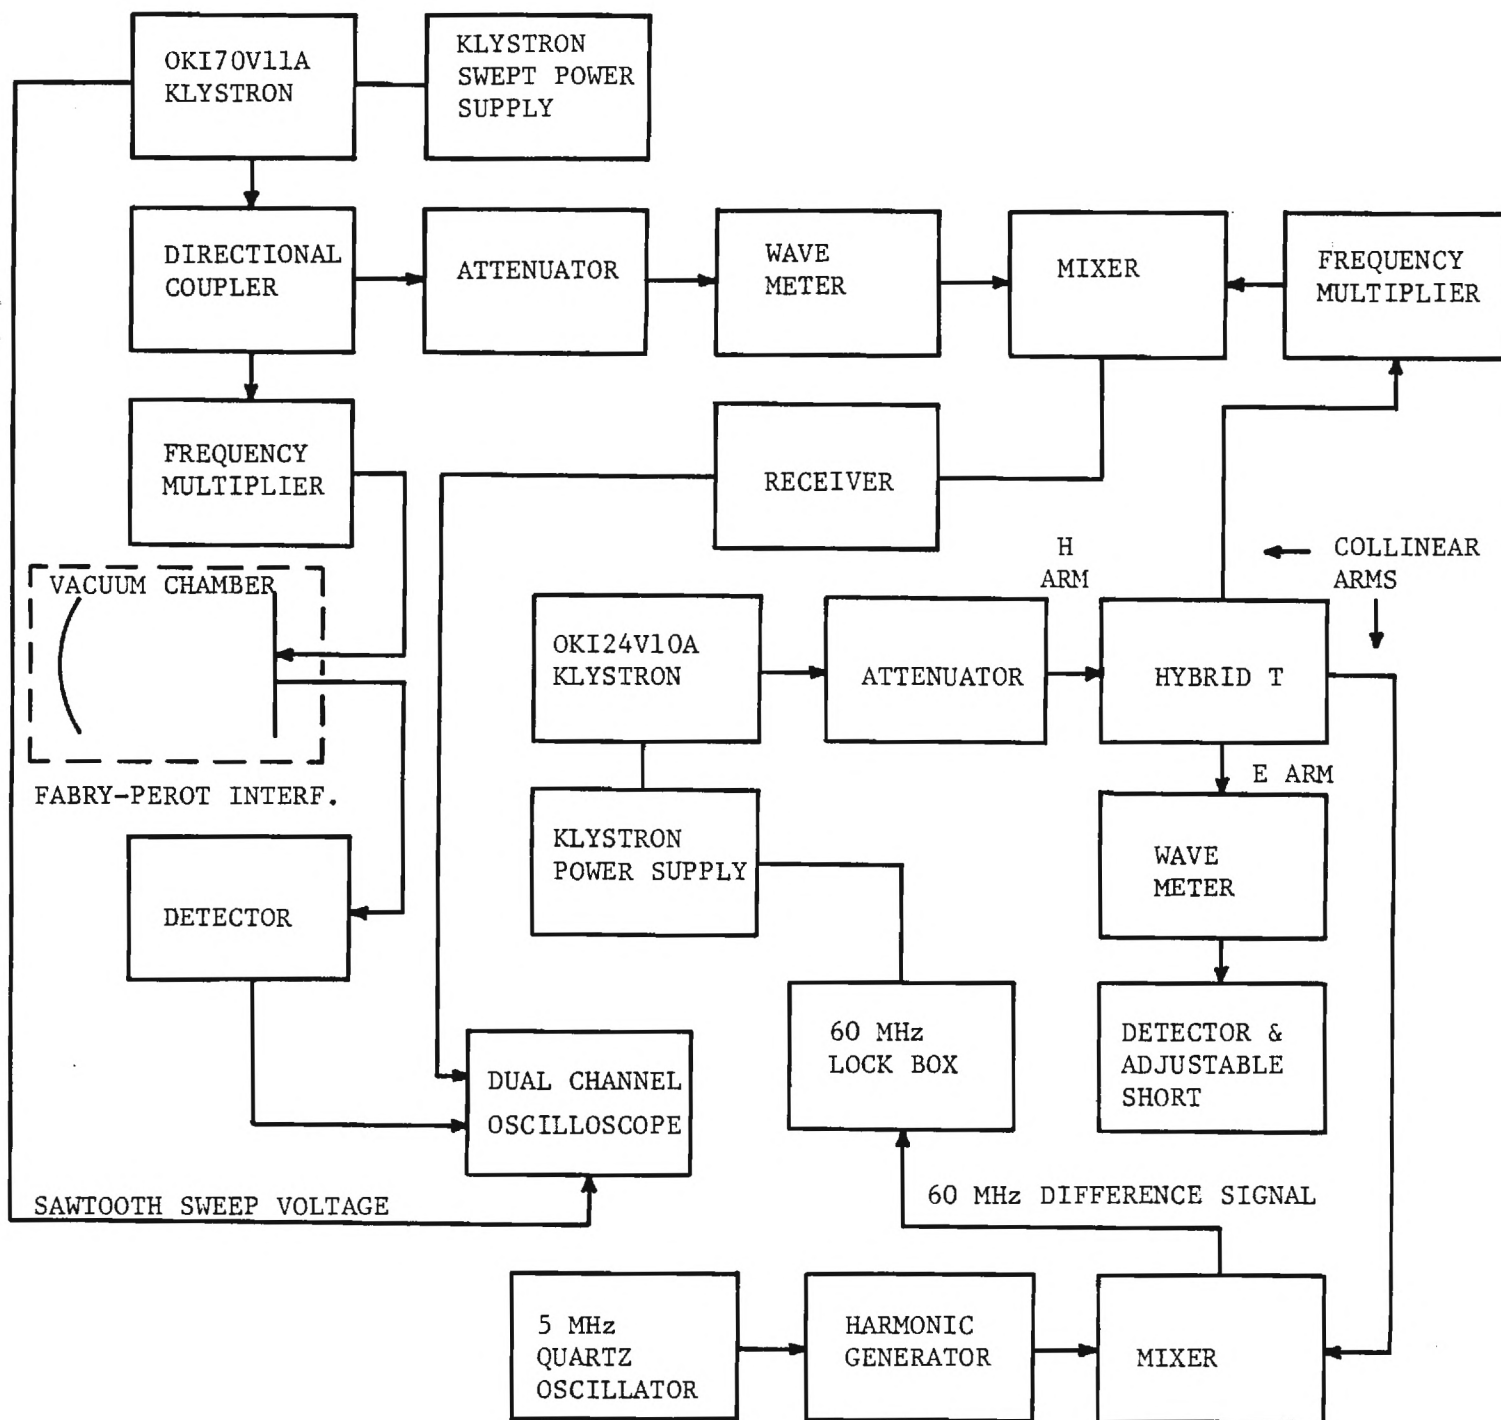 OKI70V11A
KLYSTRON
KLYSTRON
SWEPT POWER
SUPPLY
DIRECTIONAL
COUPLER
ATTENUATOR
WAVE
METER
MIXER
FREQUENCY
MULTIPLIER
FREQUENCY
MULTIPLIER
RECEIVER
H
ARM
COLLINEAR
ARMS
VACUUM CHAMBER
FABRY-PEROT INTERF.
OKI24V10A
KLYSTRON
ATTENUATOR
HYBRID T
E ARM
KLYSTRON
POWER SUPPLY
WAVE
METER
DETECTOR
60 MHz
LOCK BOX
DETECTOR &
ADJUSTABLE
SHORT
DUAL CHANNEL
OSCILLOSCOPE
SAWTOOTH SWEEP VOLTAGE
60 MHz DIFFERENCE SIGNAL
5 MHz
QUARTZ
OSCILLATOR
HARMONIC
GENERATOR
MIXER